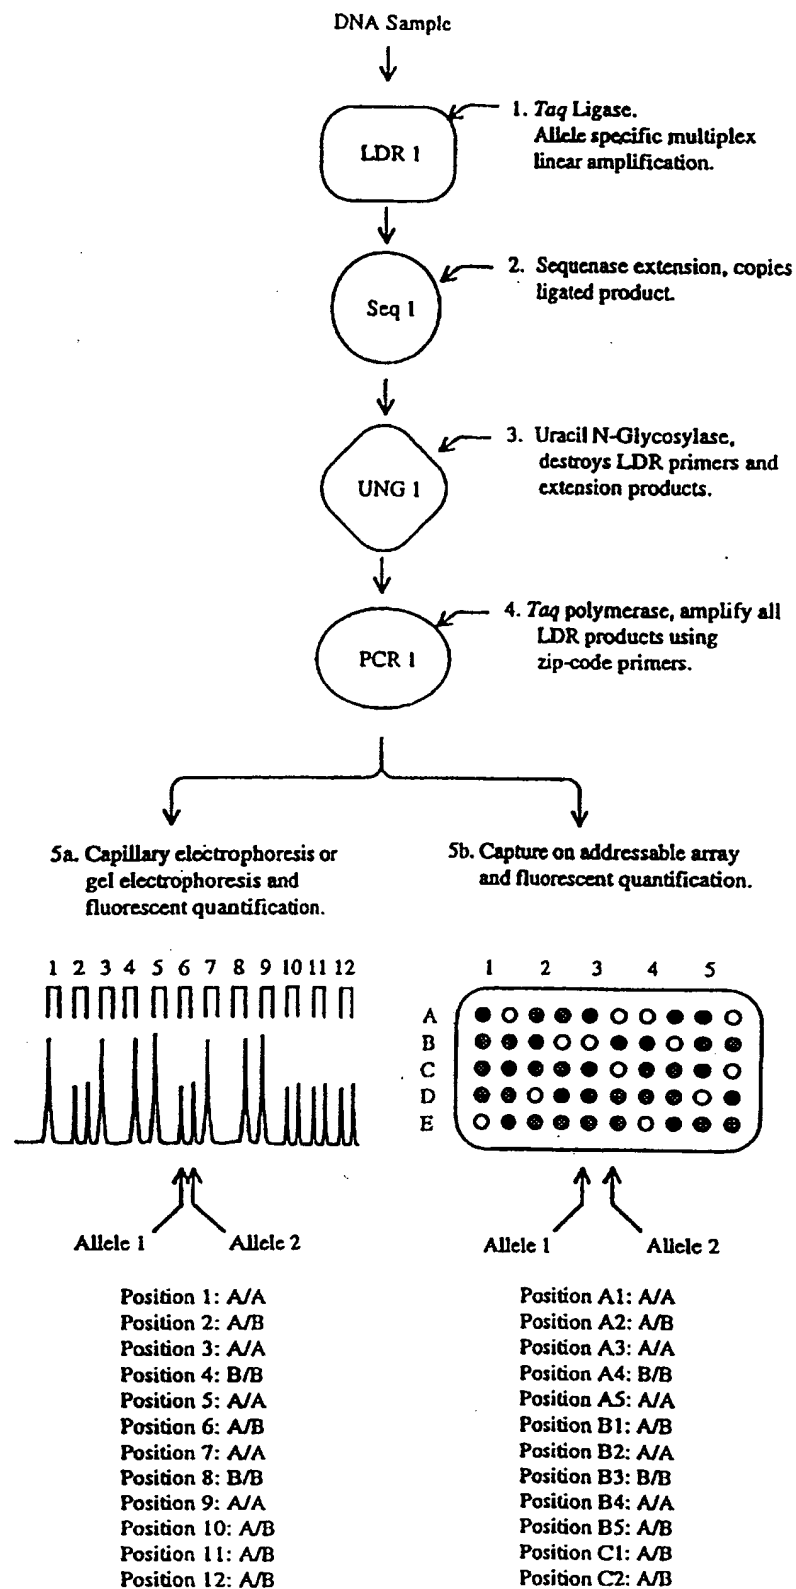 DNA Sample
LDR 1
1. Taq Ligase.
Allele specific multiplex
linear amplification.
Seq 1
2. Sequenase extension, copies
ligated product.
UNG 1
3. Uracil N-Glycosylase,
destroys LDR primers and
extension products.
PCR 1
4. Taq polymerase, amplify all
LDR products using
zip-code primers.
5a. Capillary electrophoresis or
gel electrophoresis and
fluorescent quantification.
1 2 3 4 5 6 7 8 9 10 11 12
Allele 1
Allele 2
Position 1: A/A
Position 2: A/B
Position 3: A/A
Position 4: B/B
Position 5: A/A
Position 6: A/B
Position 7: A/A
Position 8: B/B
Position 9: A/A
Position 10: A/B
Position 11: A/B
Position 12: A/B
5b. Capture on addressable array
and fluorescent quantification.
1 2 3 4 5
A
B
C
D
E
Allele 1
Allele 2
Position A1: A/A
Position A2: A/B
Position A3: A/A
Position A4: B/B
Position A5: A/A
Position B1: A/B
Position B2: A/A
Position B3: B/B
Position B4: A/A
Position B5: A/B
Position C1: A/B
Position C2: A/B